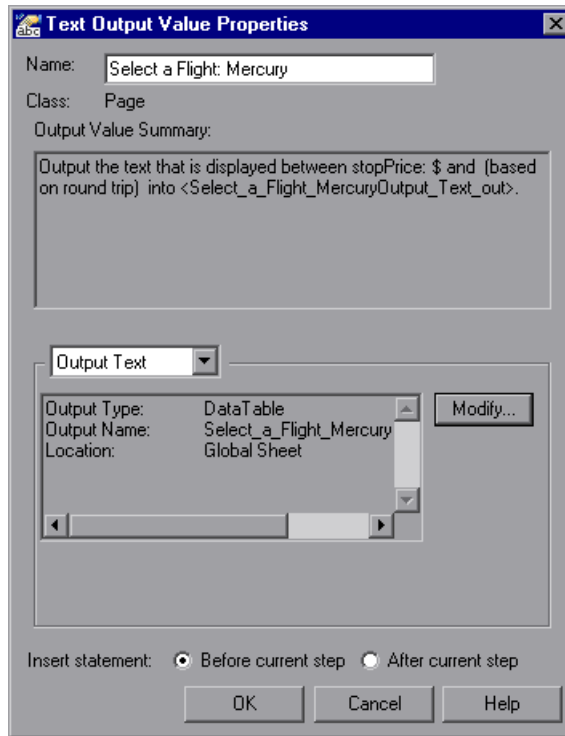 abc Text Output Value Properties
Name: Select a Flight: Mercury
Class: Page
Output Value Summary:
Output the text that is displayed between stopPrice: $ and (based
on round trip) into <Select_a_Flight_MercuryOutput_Text_out>.
Output Text
Output Type: DataTable
Output Name: Select_a_Flight_Mercury
Location: Global Sheet
Modify...
Insert statement: Before current step After current step
OK Cancel Help